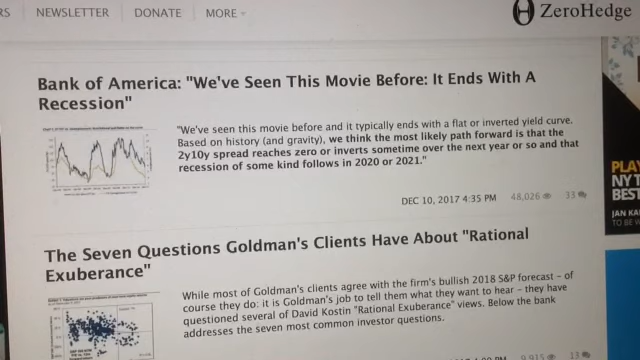 RS NEWSLETTER DONATE MORE
ZeroHedge
Bank of America: "We've Seen This Movie Before: It Ends With A
Recession"
"We've seen this movie before and it typically ends with a flat or inverted yield curve.
Based on history (and gravity), we think the most likely path forward is that the
2y10y spread reaches zero or inverts sometime over the next year or so and that
recession of some kind follows in 2020 or 2021."
DEC 10, 2017 4:35 PM 48,026 33
The Seven Questions Goldman's Clients Have About "Rational
Exuberance"
While most of Goldman's clients agree with the firm's bullish 2018 S&P forecast - of
course they do: it is Goldman's job to tell them what they want to hear - they have
questioned several of David Kostin "Rational Exuberance" views. Below the bank
addresses the seven most common investor questions.
9,915 13
PLAY
NY T
BEST
JAN KA
TO BE W